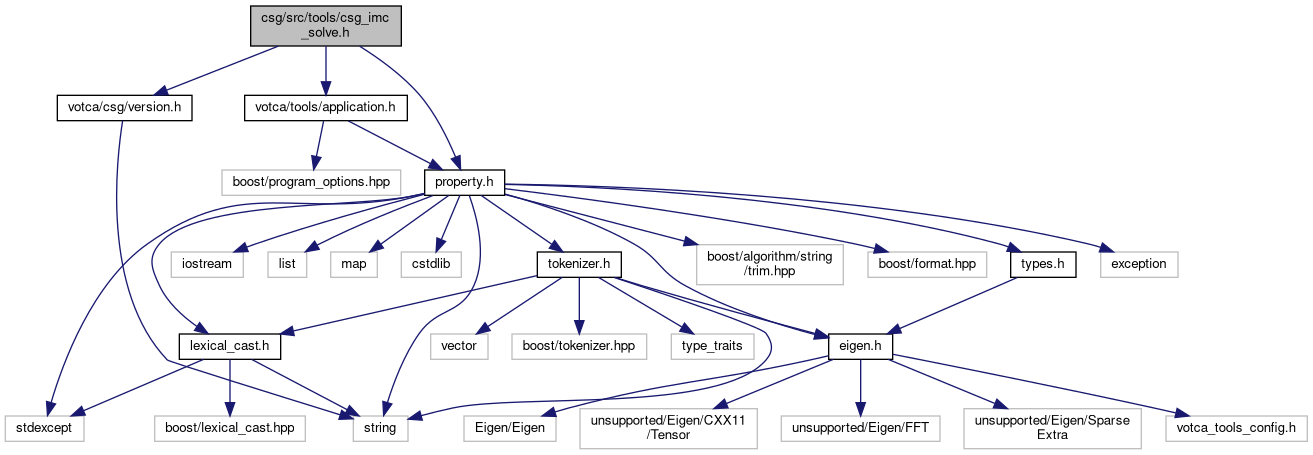 csg/src/tools/csg_imc
_solve.h
votca/csg/version.h
votca/tools/application.h
boost/program_options.hpp
property.h
iostream
list
map
cstdlib
tokenizer.h
boost/algorithm/string
/trim.hpp
boost/format.hpp
types.h
exception
lexical_cast.h
vector
boost/tokenizer.hpp
type_traits
eigen.h
stdexcept
boost/lexical_cast.hpp
string
Eigen/Eigen
unsupported/Eigen/CXX11
/Tensor
unsupported/Eigen/FFT
unsupported/Eigen/Sparse
Extra
votca_tools_config.h